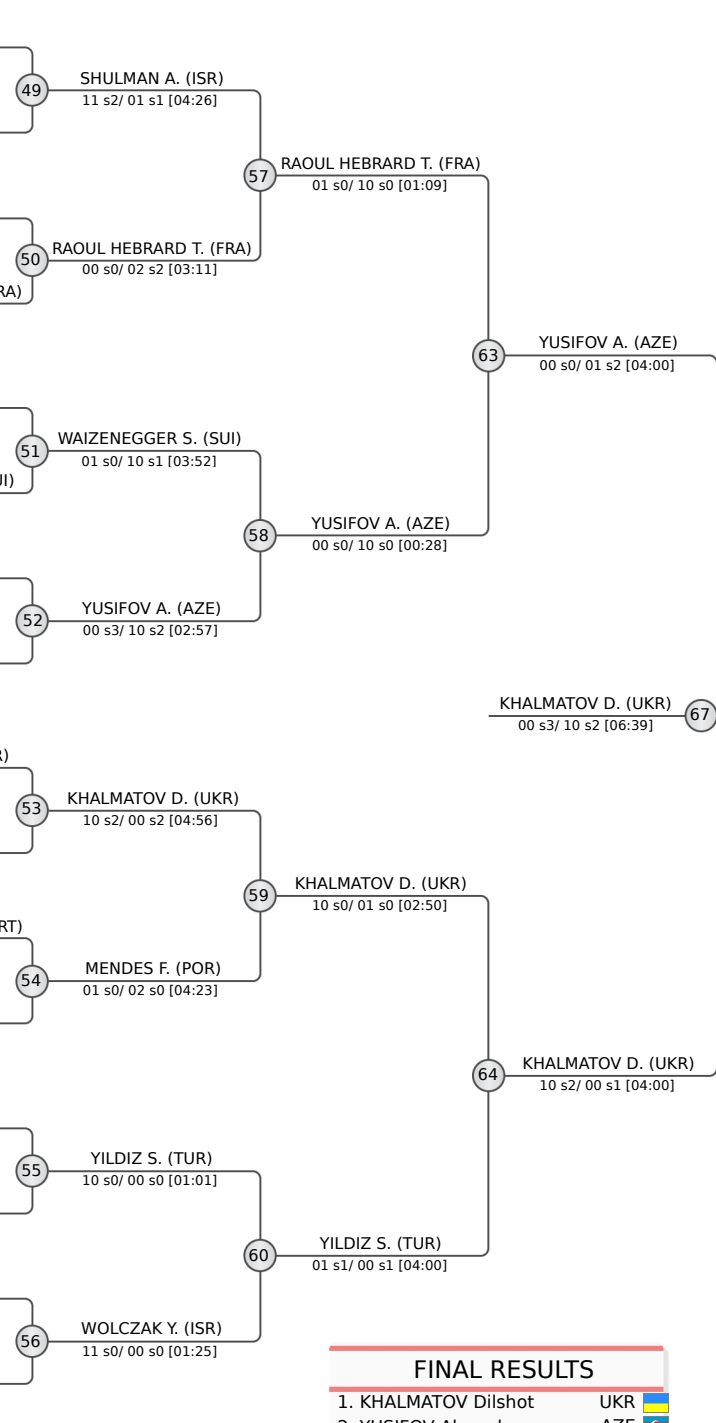 SHULMAN A. (ISR)
49
11 s2/ 01 s1 [04:26]
RAOUL HEBRARD T. (FRA)
57
01 s0/ 10 s0 [01:09]
RAOUL HEBRARD T. (FRA)
50
00 s0/ 02 s2 [03:11]
RA)
YUSIFOV A. (AZE)
63
00 s0/ 01 s2 [04:00]
WAIZENEGGER S. (SUI)
51
01 s0/ 10 s1 [03:52]
UI)
YUSIFOV A. (AZE)
58
00 s0/ 10 s0 [00:28]
YUSIFOV A. (AZE)
52
00 s3/ 10 s2 [02:57]
KHALMATOV D. (UKR)
67
00 s3/ 10 s2 [06:39]
)
KHALMATOV D. (UKR)
53
10 s2/ 00 s2 [04:56]
KHALMATOV D. (UKR)
59
10 s0/ 01 s0 [02:50]
RT)
MENDES F. (POR)
54
01 s0/ 02 s0 [04:23]
KHALMATOV D. (UKR)
64
10 s2/ 00 s1 [04:00]
YILDIZ S. (TUR)
55
10 s0/ 00 s0 [01:01]
YILDIZ S. (TUR)
60
01 s1/ 00 s1 [04:00]
WOLCZAK Y. (ISR)
56
11 s0/ 00 s0 [01:25]
FINAL RESULTS
1. KHALMATOV Dilshot UKR
2. YUSIFOV AZE